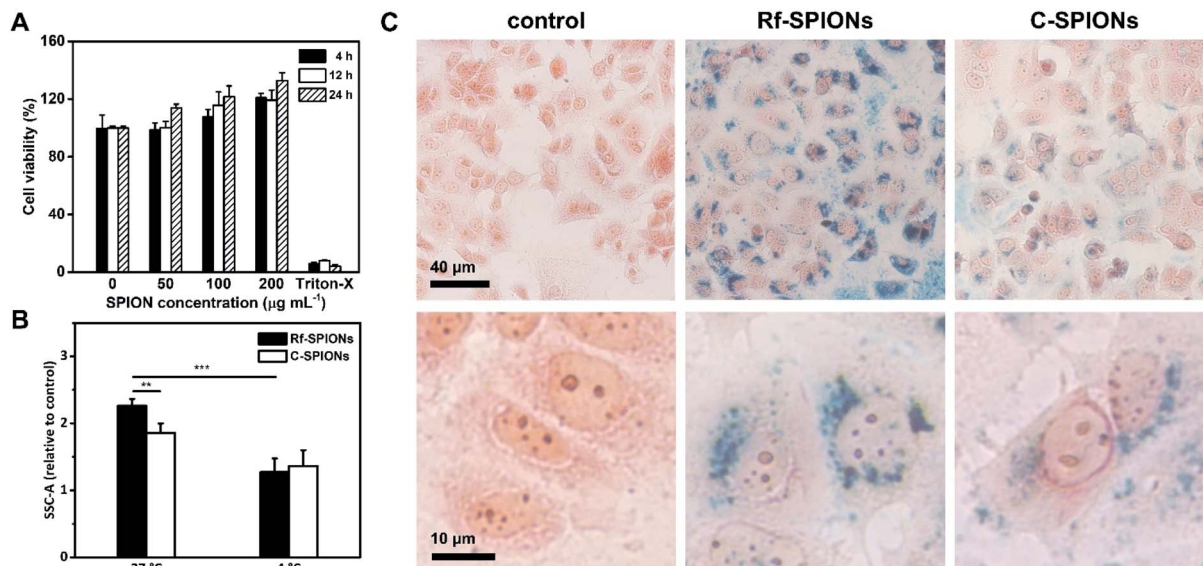 A
160
120
80
40
0
Cell viability (%)
4 h
12 h
24 h
0 50 100 200 Triton-X
SPION concentration (µg mL⁻¹)
B
3
2
1
0
SSC-A (relative to control)
Rf-SPIONs
C-SPIONs
***
**
C
control Rf-SPIONs C-SPIONs
40 µm
10 µm